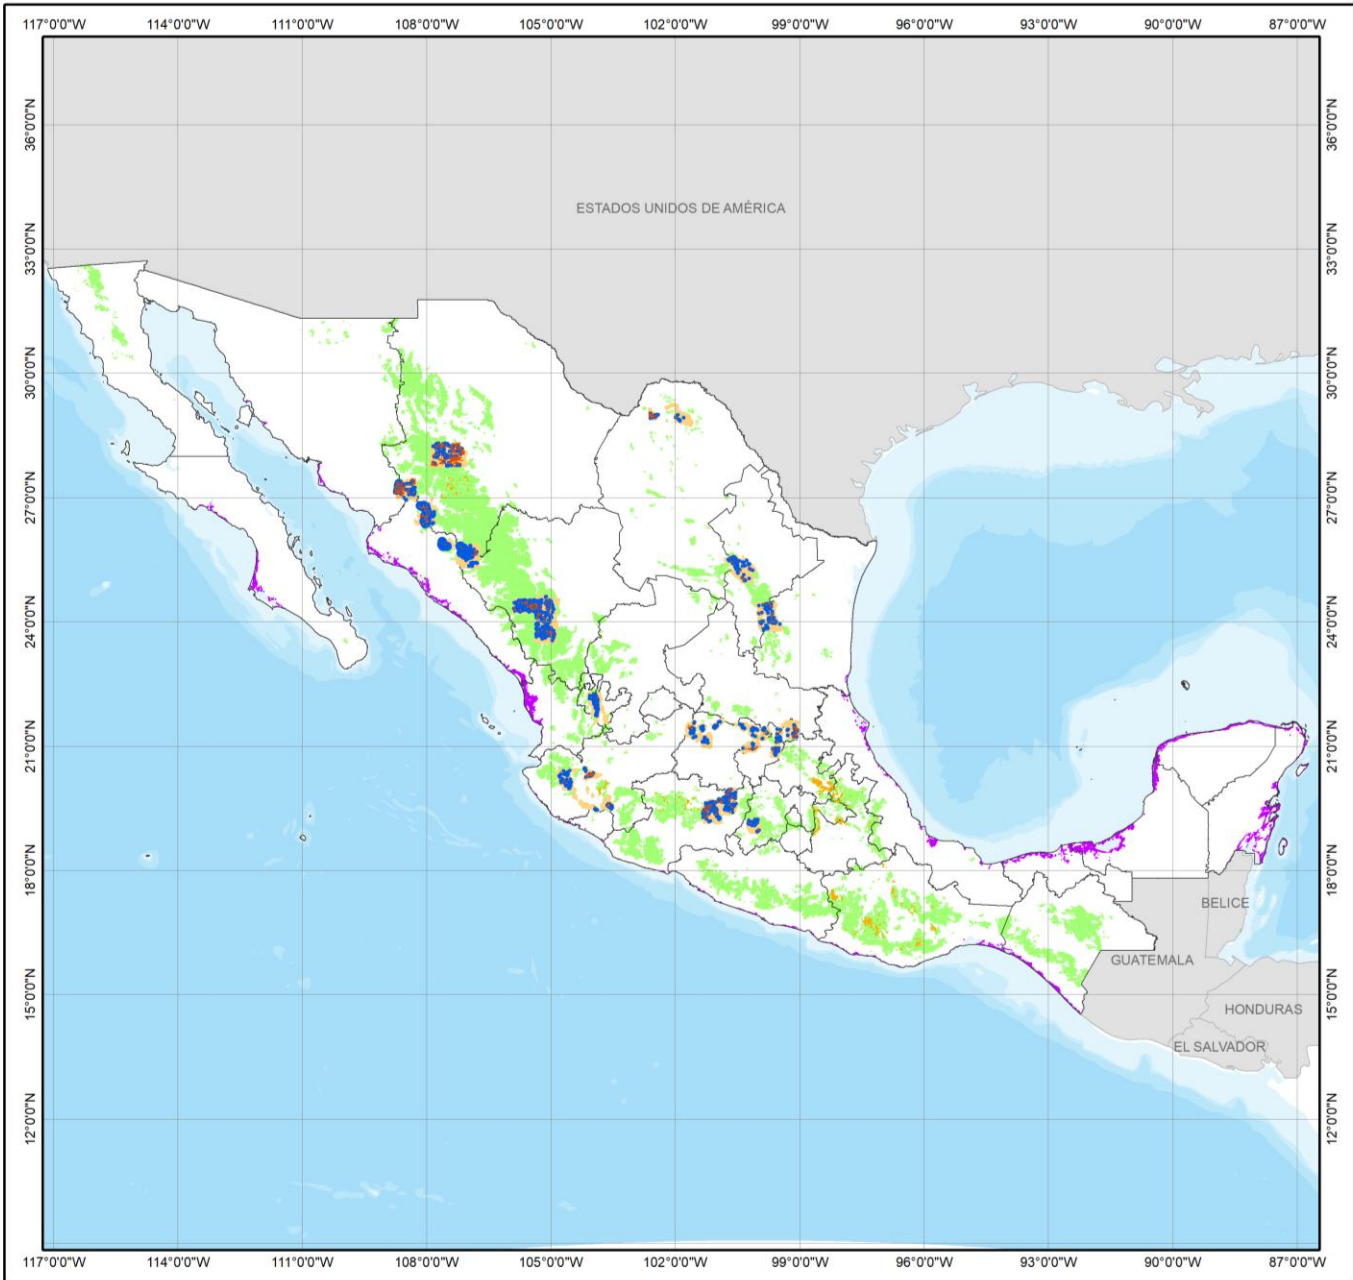 117°0'0"W 114°0'0"W 111°0'0"W 108°0'0"W 105°0'0"W 102°0'0"W 99°0'0"W 96°0'0"W 93°0'0"W 90°0'0"W 87°0'0"W
36°0'0"N 36°0'0"N
ESTADOS UNIDOS DE AMÉRICA
33°0'0"N 33°0'0"N
30°0'0"N 30°0'0"N
27°0'0"N 27°0'0"N
24°0'0"N 24°0'0"N
21°0'0"N 21°0'0"N
18°0'0"N 18°0'0"N
BELICE
GUATEMALA
15°0'0"N 15°0'0"N
HONDURAS
EL SALVADOR
12°0'0"N 12°0'0"N
117°0'0"W 114°0'0"W 111°0'0"W 108°0'0"W 105°0'0"W 102°0'0"W 99°0'0"W 96°0'0"W 93°0'0"W 90°0'0"W 87°0'0"W